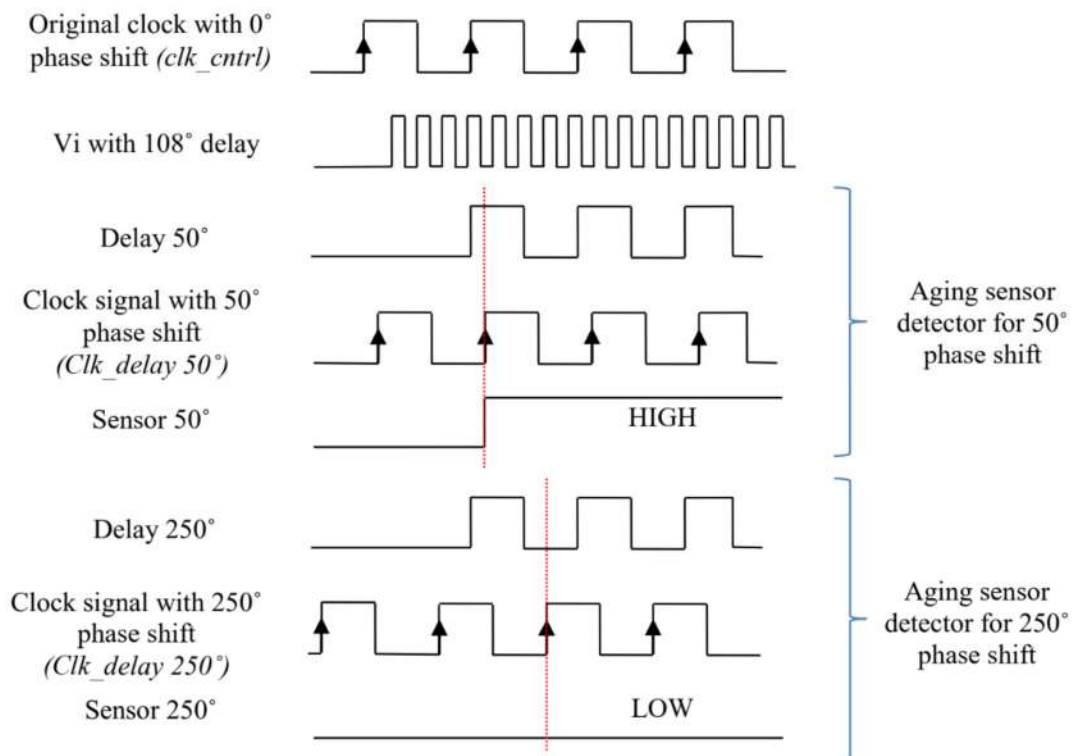 Original clock with 0˚
phase shift (clk_cntrl)
Vi with 108˚ delay
Delay 50˚
Clock signal with 50˚
phase shift
(Clk_delay 50˚)
Sensor 50˚
HIGH
Aging sensor
detector for 50˚
phase shift
Delay 250˚
Clock signal with 250˚
phase shift
(Clk_delay 250˚)
Sensor 250˚
LOW
Aging sensor
detector for 250˚
phase shift